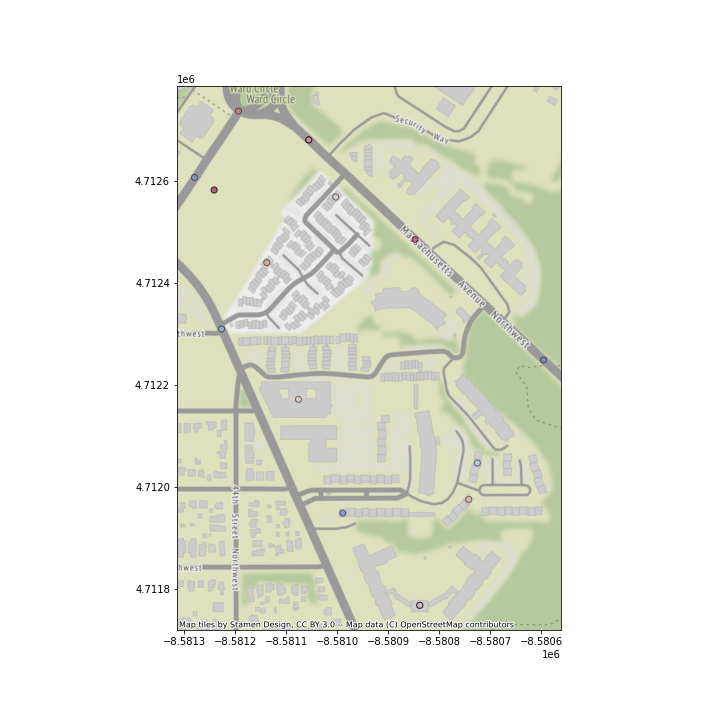 1e6
Ward Circle
Ward Circle
Security Way
4.7126
Massachusetts Avenue Northwest
4.7124
hwest
4.7122
4.7120
44th Street Northwest
hwest
4.7118
Map tiles by Stamen Design, CC BY 3.0 -- Map data (C) OpenStreetMap contributors
−8.5813 −8.5812 −8.5811 −8.5810 −8.5809 −8.5808 −8.5807 −8.5806
1e6